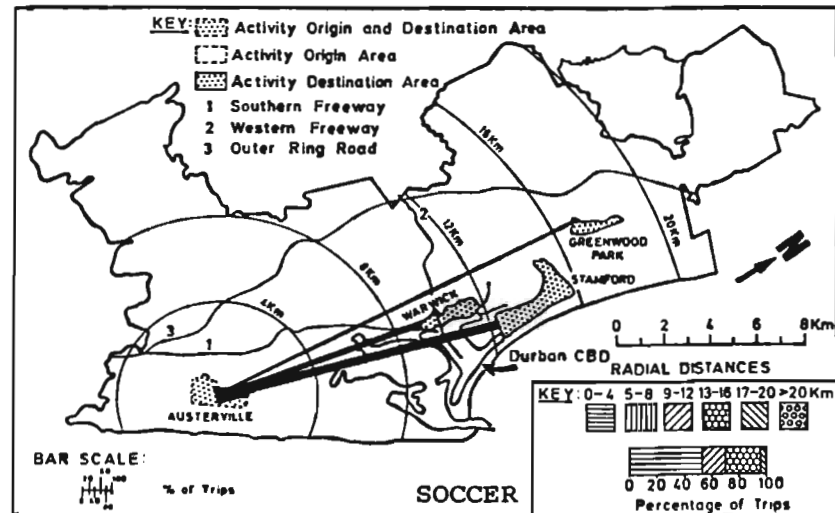 KEY: Activity Origin and Destination Area
Activity Origin Area
Activity Destination Area
1 Southern Freeway
2 Western Freeway
3 Outer Ring Road
16Km
20Km
2
12Km
8Km
4Km
3
1
GREENWOOD
PARK
STAMFORD
WARWICK
N
0 2 4 6 8Km
RADIAL DISTANCES
Durban CBD
AUSTERVILLE
KEY: 0-4 5-8 9-12 13-16 17-20 >20 Km
0 20 40 60 80 100
Percentage of Trips
BAR SCALE:
% of Trips
SOCCER